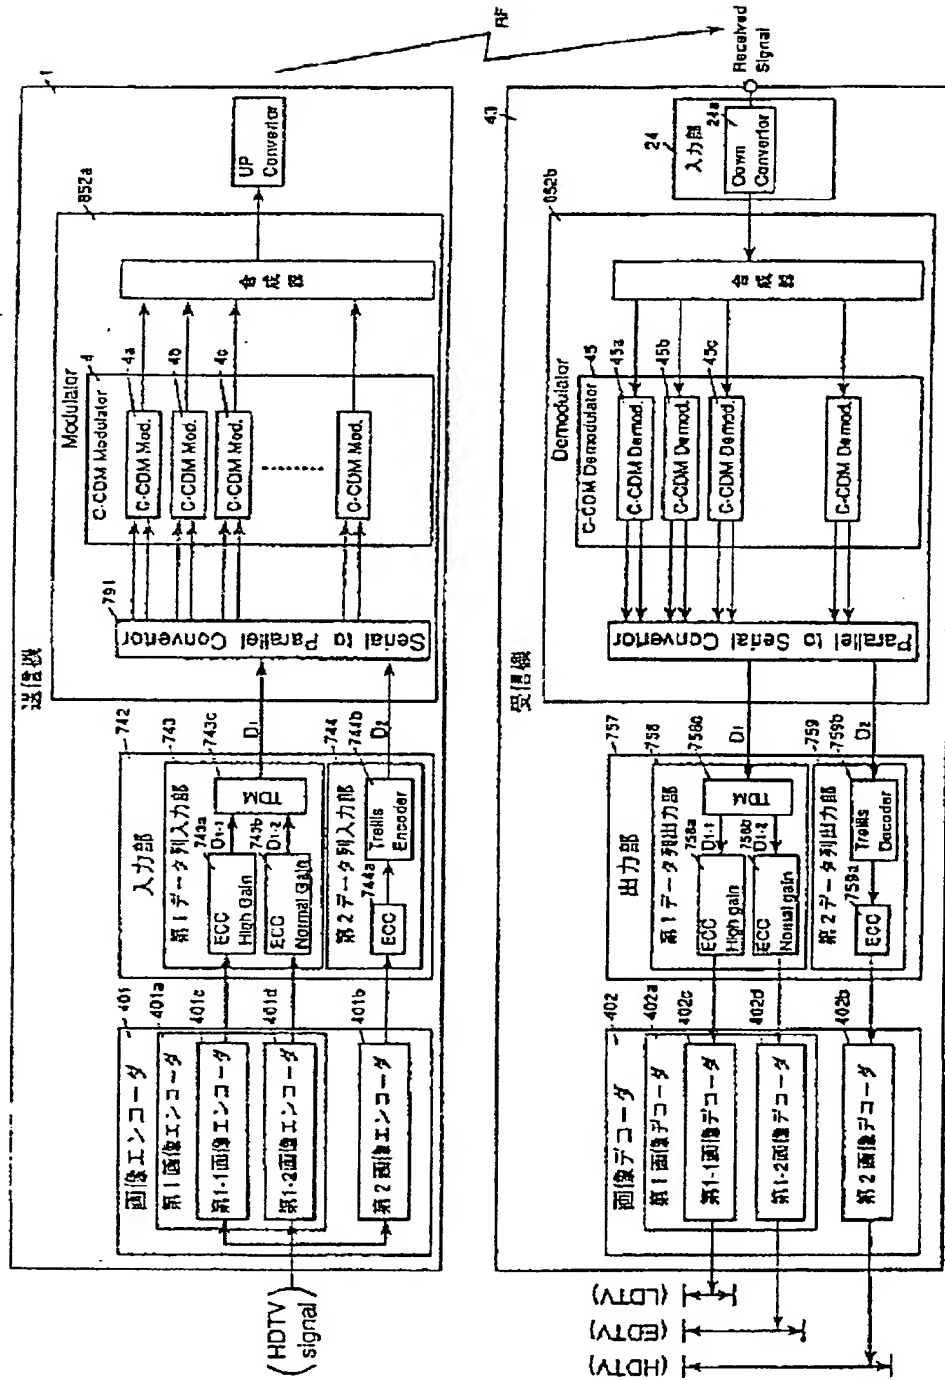 送信機
1
(HDTV signal)
画像エンコーダ
401
第1画像エンコーダ
401a
第1-1画像エンコーダ
401c
第1-2画像エンコーダ
401d
第2画像エンコーダ
401b
入力部
742
第1データ列入力部
743
ECC
High Gain
743a
ECC
Normal Gain
743b
D1-1
D1-2
TDM
743c
第2データ列入力部
744
ECC
744a
Trellis
Encoder
744b
D1
D2
Modulator
852a
Serial to Parallel Convertor
791
C-CDM Modulator
4
C-CDM Mod.
4a
C-CDM Mod.
4b
C-CDM Mod.
4c
C-CDM Mod.
合成器
UP
Convertor
RF
受信機
43
Received
Signal
入力部
24
Down
Convertor
24a
Demodulator
852b
合成器
C-CDM Demodulator
45
C-CDM Demod.
45a
C-CDM Demod.
45b
C-CDM Demod.
45c
C-CDM Demod.
Parallel to Serial Convertor
D1
D2
出力部
757
第1データ列出力部
758
TDM
D1-1
D1-2
ECC
High gain
758a
ECC
Normal gain
758b
第2データ列出力部
759
Trellis
Decoder
759b
ECC
759a
画像デコーダ
402
第1画像デコーダ
402a
第1-1画像デコーダ
402c
第1-2画像デコーダ
402d
第2画像デコーダ
402b
(LDTV)
(EDTV)
(HDTV)